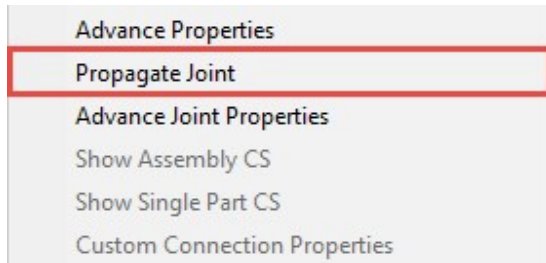 Advance Properties
Propagate Joint
Advance Joint Properties
Show Assembly CS
Show Single Part CS
Custom Connection Properties